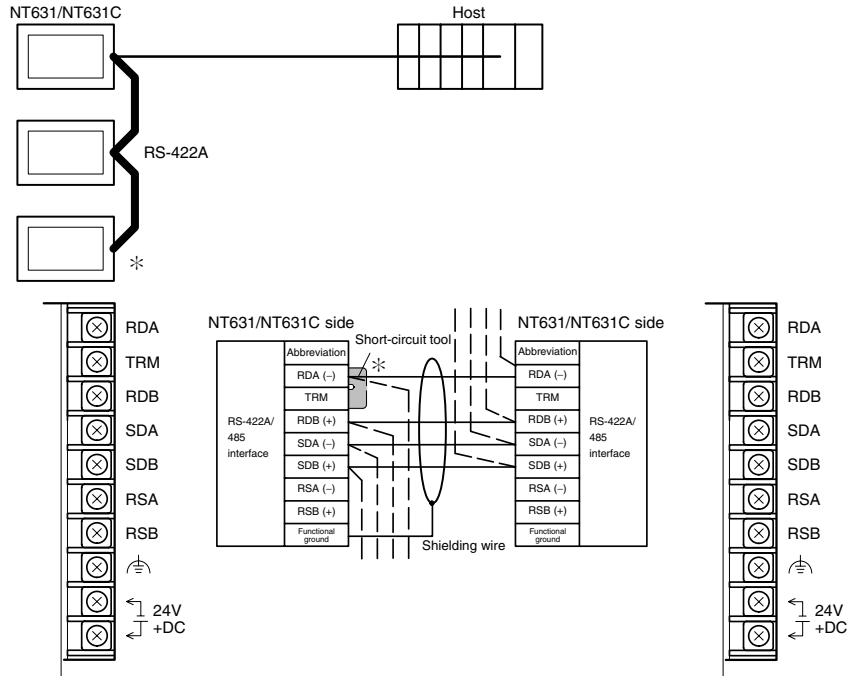 NT631/NT631C
Host
RS-422A
*
RDA
TRM
RDB
SDA
SDB
RSA
RSB
24V
+DC
NT631/NT631C side
Short-circuit tool
*
Abbreviation
RDA (–)
TRM
RDB (+)
SDA (–)
SDB (+)
RSA (–)
RSB (+)
Functional
ground
RS-422A/
485
interface
Shielding wire
NT631/NT631C side
Abbreviation
RDA (–)
TRM
RDB (+)
SDA (–)
SDB (+)
RSA (–)
RSB (+)
Functional
ground
RS-422A/
485
interface
RDA
TRM
RDB
SDA
SDB
RSA
RSB
24V
+DC